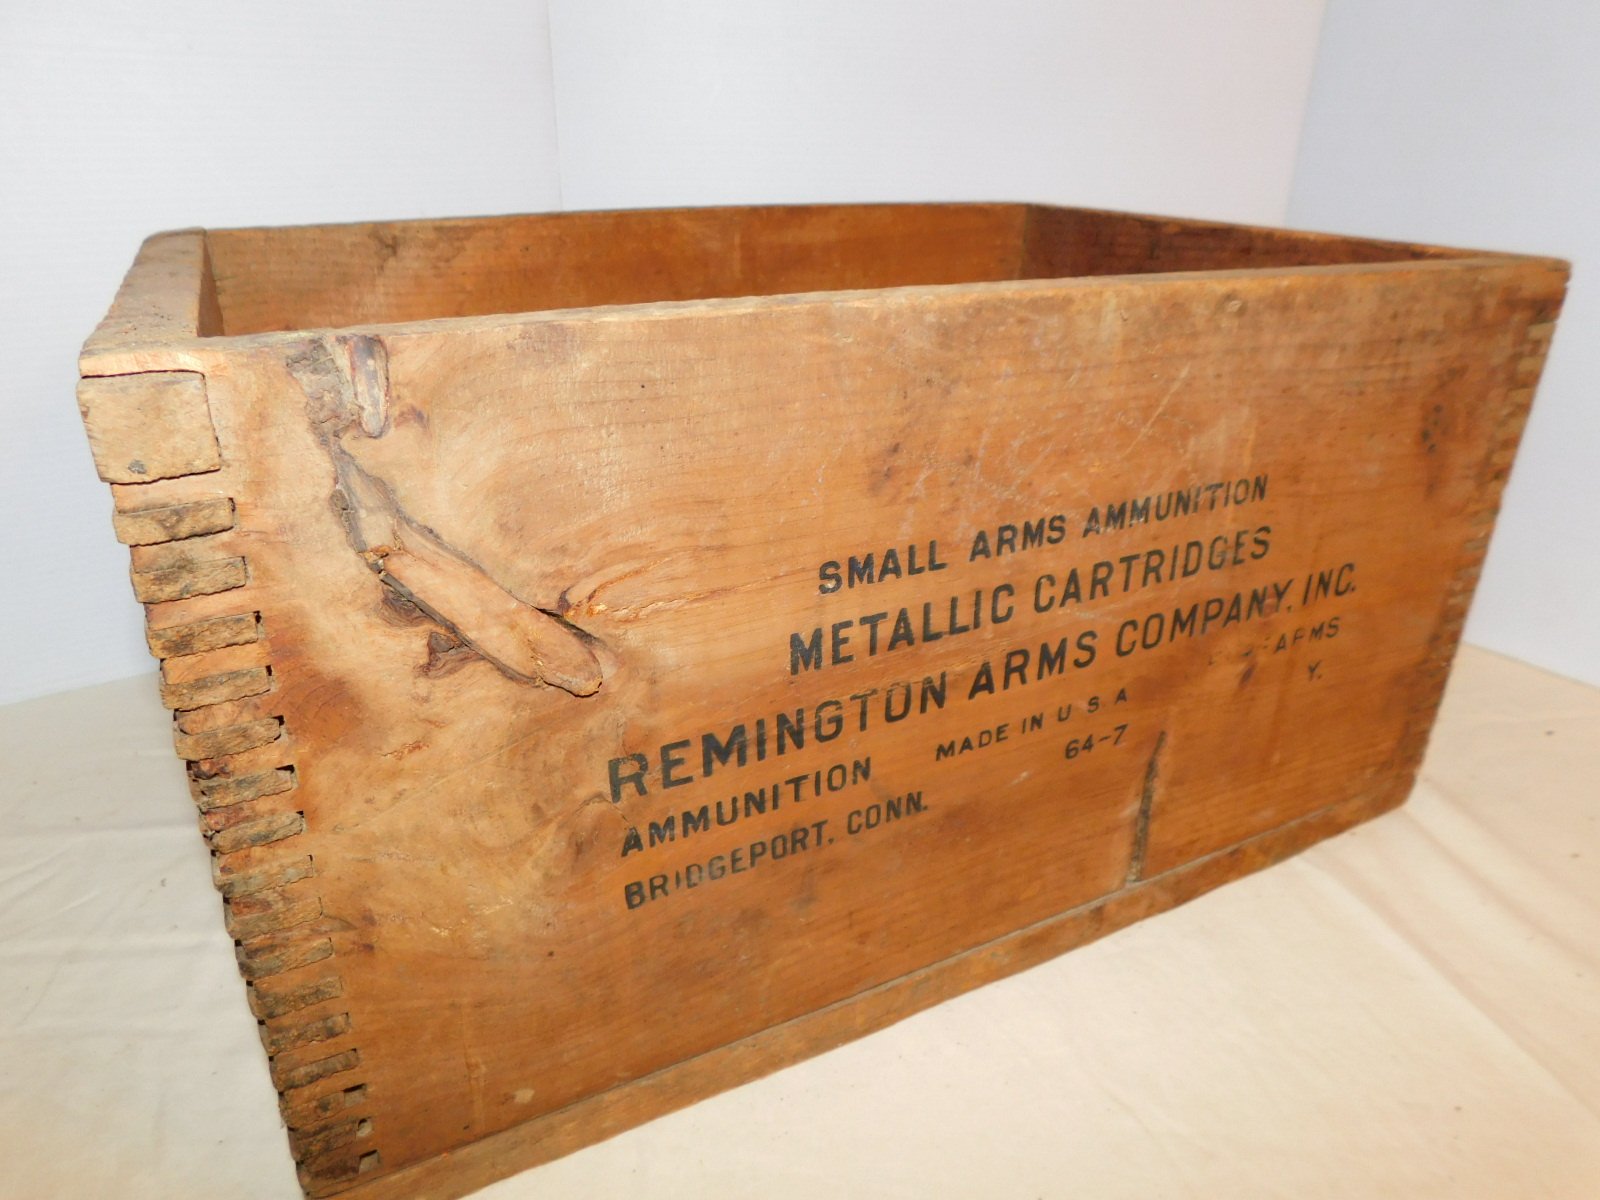 SMALL ARMS AMMUNITION
METALLIC CARTRIDGES
REMINGTON ARMS COMPANY, INC.
AMMUNITION MADE IN U S A
BRIDGEPORT, CONN. 64-7 Y.